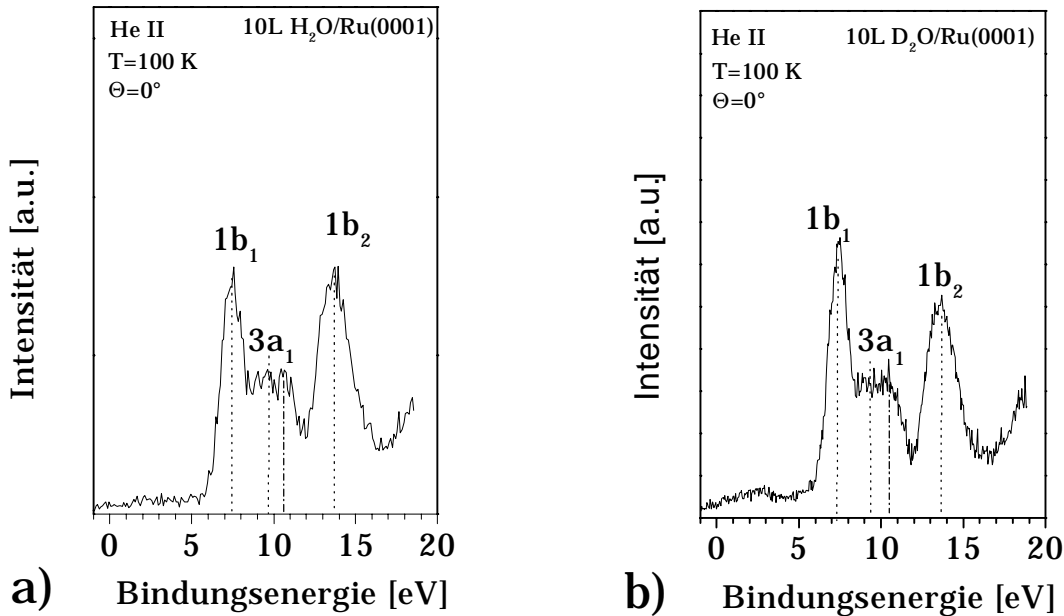 He II 10L H₂O/Ru(0001)
T=100 K
Θ=0°
1b₁
3a₁
1b₂
Intensität [a.u.]
0 5 10 15 20
Bindungsenergie [eV]
a)
He II 10L D₂O/Ru(0001)
T=100 K
Θ=0°
1b₁
3a₁
1b₂
Intensität [a.u.]
0 5 10 15 20
Bindungsenergie [eV]
b)